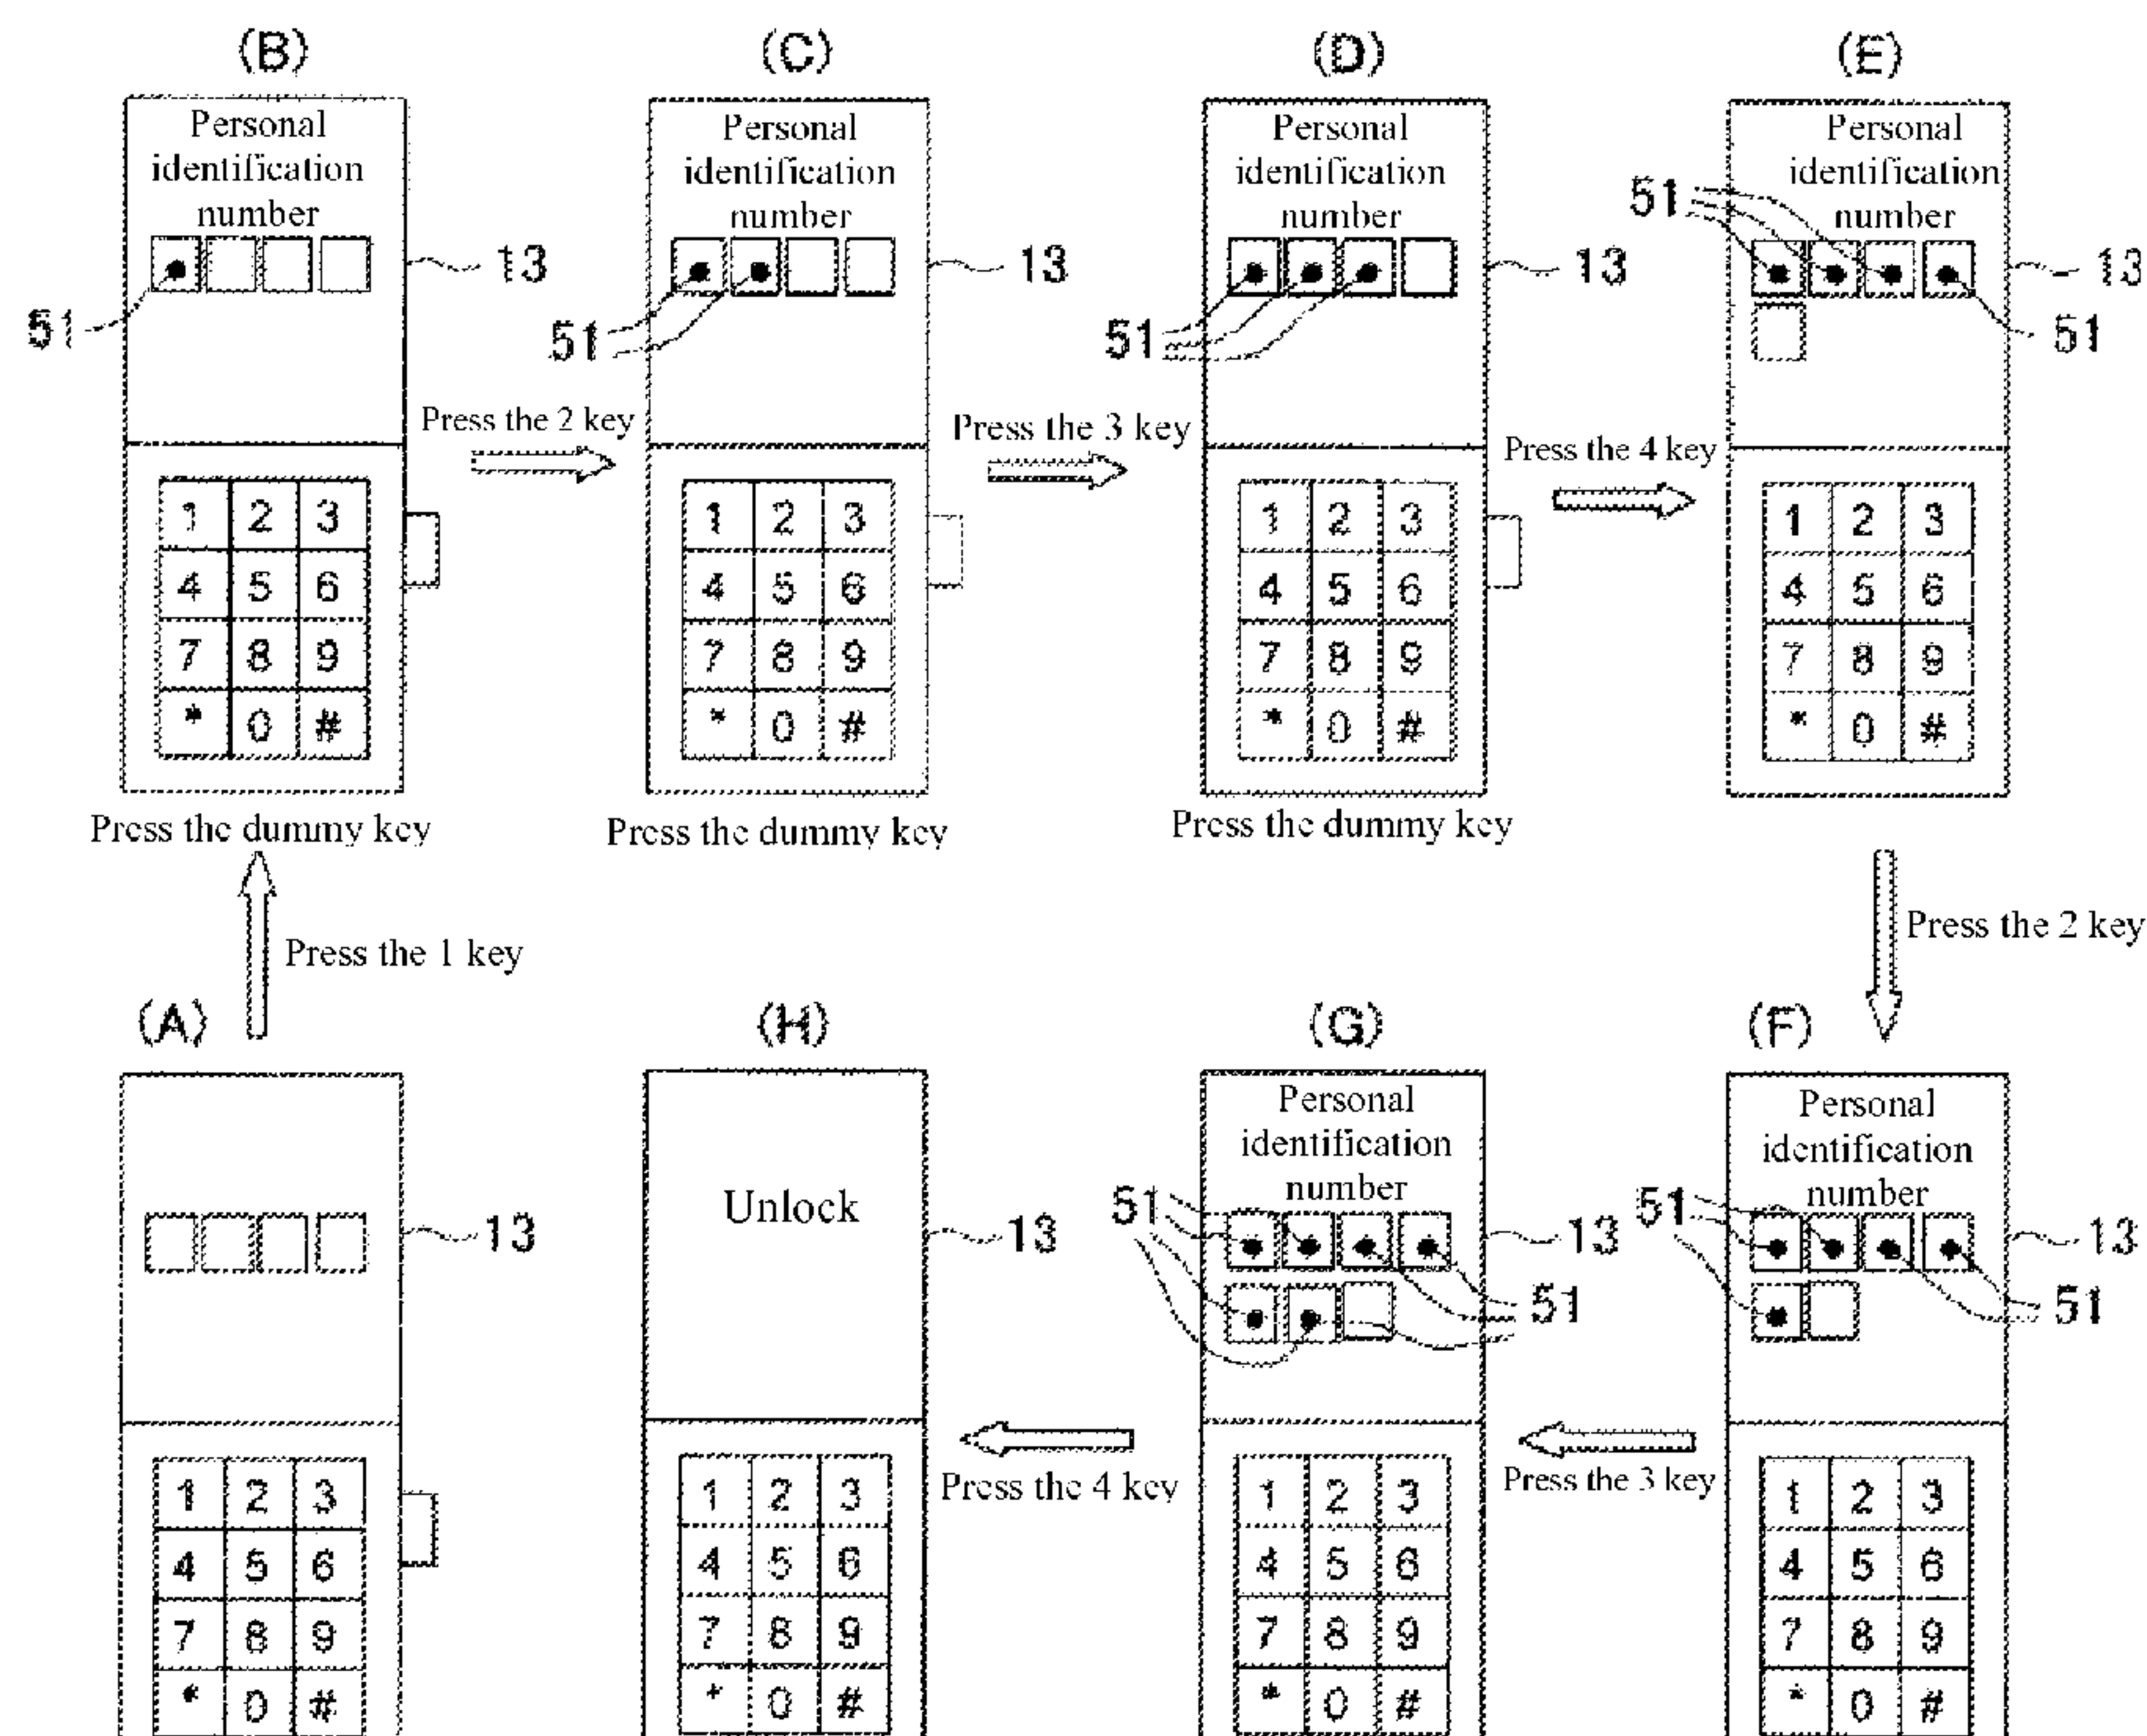 (B)
(C)
(D)
(E)
Personal
identification
number
51
13
Personal
identification
number
51
13
Personal
identification
number
51
13
Personal
identification
number
51
13
51
Press the 2 key
Press the 3 key
Press the 4 key
1 2 3
4 5 6
7 8 9
* 0 #
1 2 3
4 5 6
7 8 9
* 0 #
1 2 3
4 5 6
7 8 9
* 0 #
1 2 3
4 5 6
7 8 9
* 0 #
Press the dummy key
Press the dummy key
Press the dummy key
Press the 1 key
Press the 2 key
(A)
(H)
(G)
(F)
13
Unlock
13
Personal
identification
number
51
13
51
Personal
identification
number
51
13
51
Press the 4 key
Press the 3 key
1 2 3
4 5 6
7 8 9
* 0 #
1 2 3
4 5 6
7 8 9
* 0 #
1 2 3
4 5 6
7 8 9
* 0 #
1 2 3
4 5 6
7 8 9
* 0 #